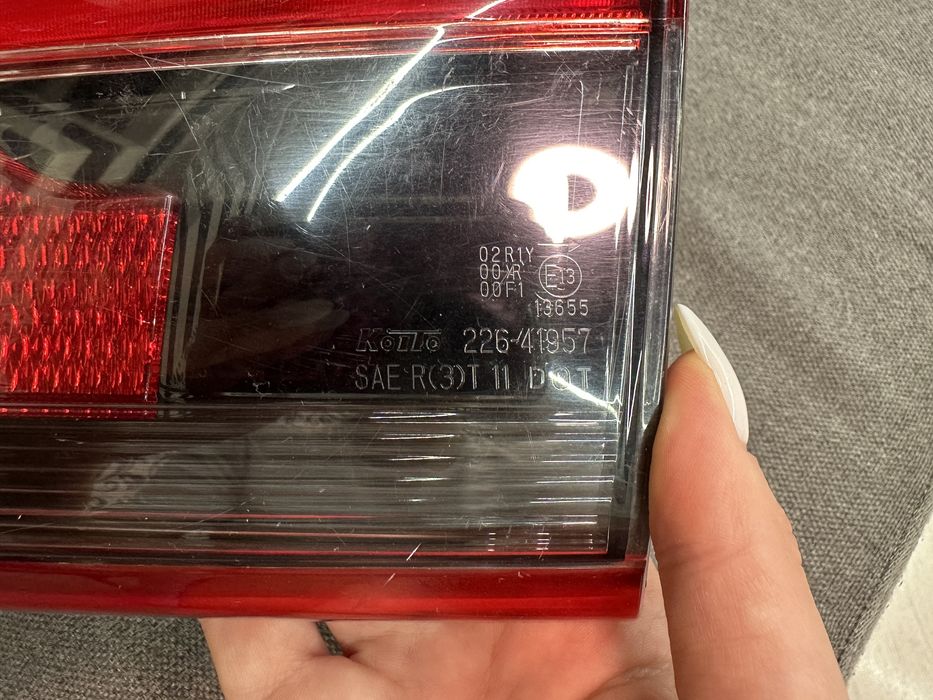 02R1Y
00XR E13
00F1
13655
KOITO 226-41957
SAE R(3)T 11 DOT